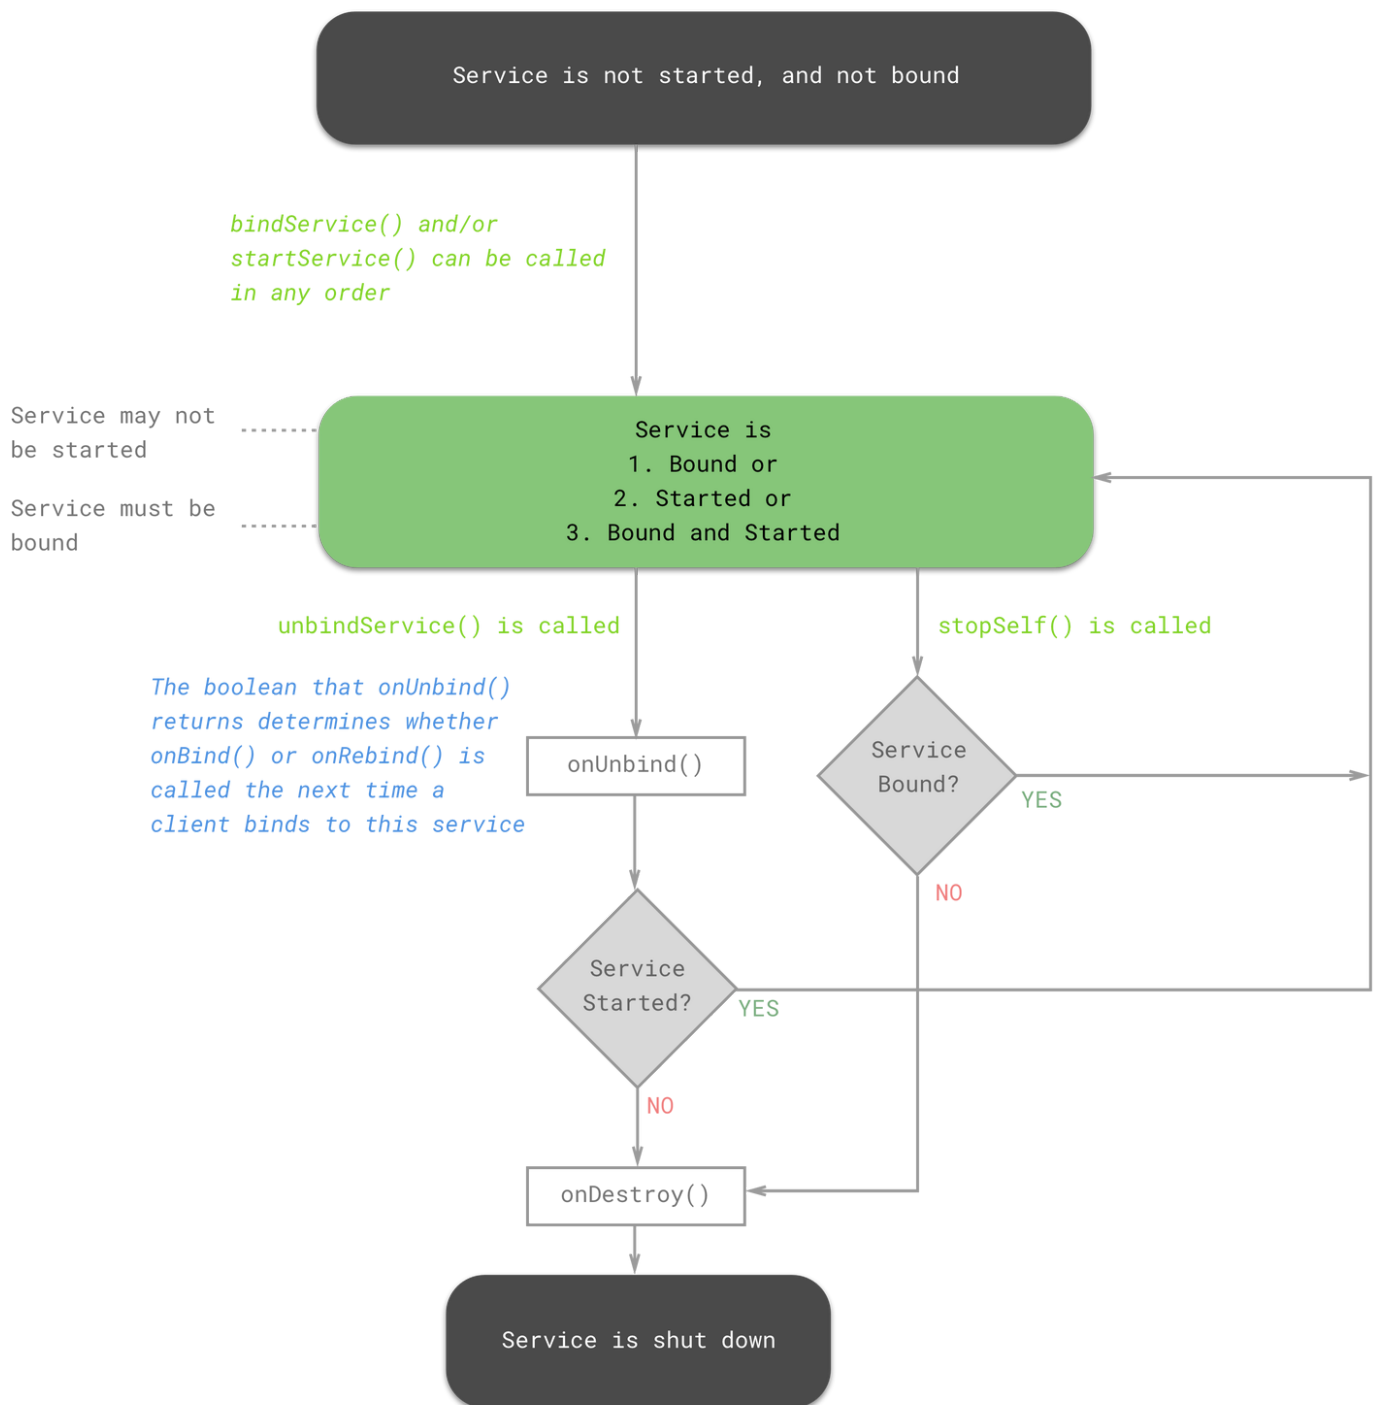 Service is not started, and not bound
bindService() and/or
startService() can be called
in any order
Service may not
be started
Service must be
bound
Service is
1. Bound or
2. Started or
3. Bound and Started
unbindService() is called
stopSelf() is called
The boolean that onUnbind()
returns determines whether
onBind() or onRebind() is
called the next time a
client binds to this service
onUnbind()
Service
Bound?
YES
NO
Service
Started?
YES
NO
onDestroy()
Service is shut down